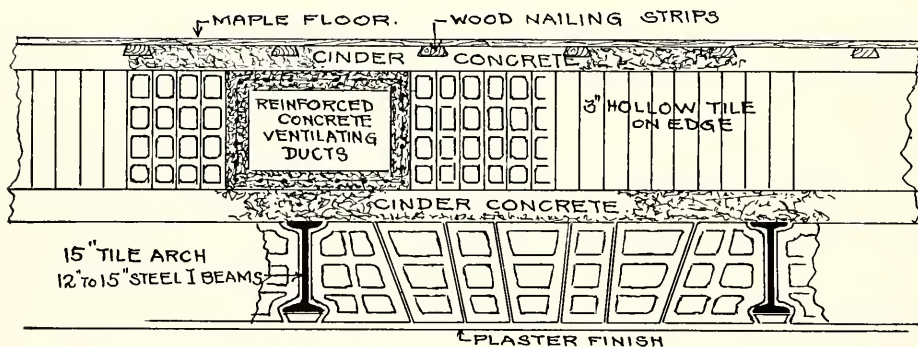 MAPLE FLOOR.
WOOD NAILING STRIPS
CINDER CONCRETE
REINFORCED
CONCRETE
VENTILATING
DUCTS
3" HOLLOW TILE
ON EDGE
CINDER CONCRETE
15" TILE ARCH
12" TO 15" STEEL I BEAMS
PLASTER FINISH